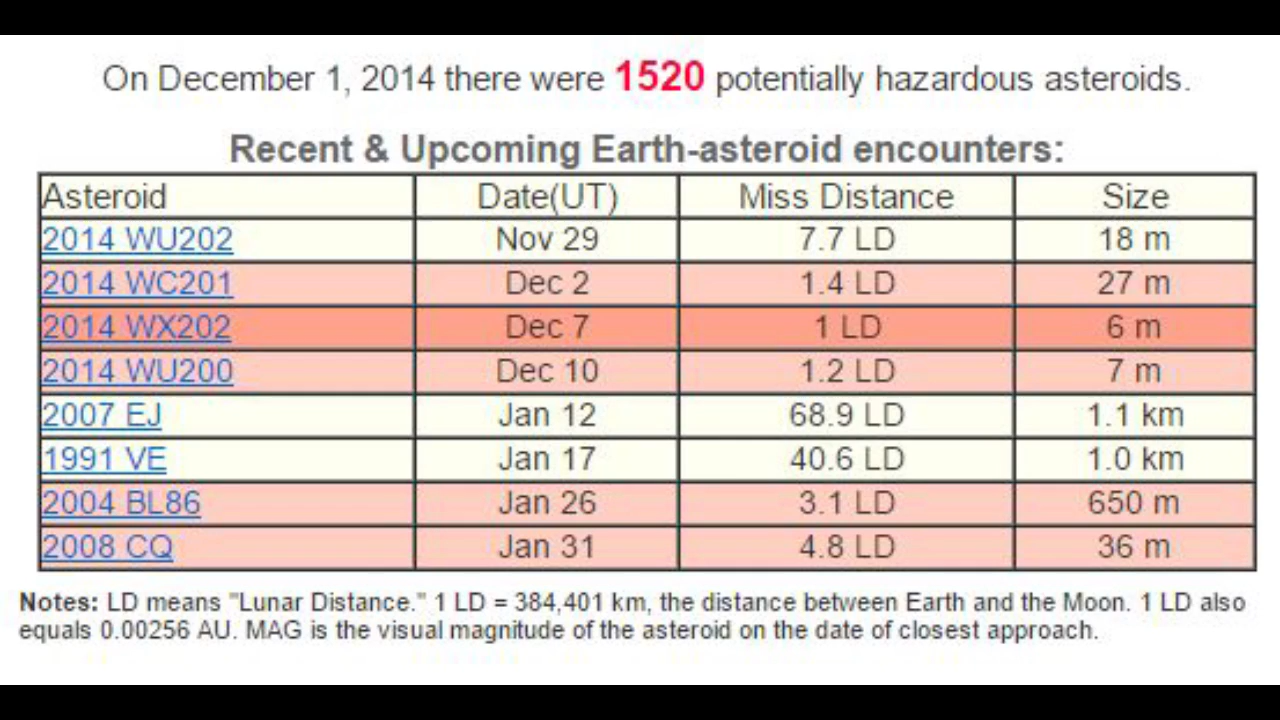 On December 1, 2014 there were 1520 potentially hazardous asteroids.
Recent & Upcoming Earth-asteroid encounters:
Asteroid Date(UT) Miss Distance Size
2014 WU202 Nov 29 7.7 LD 18 m
2014 WC201 Dec 2 1.4 LD 27 m
2014 WX202 Dec 7 1 LD 6 m
2014 WU200 Dec 10 1.2 LD 7 m
2007 EJ Jan 12 68.9 LD 1.1 km
1991 VE Jan 17 40.6 LD 1.0 km
2004 BL86 Jan 26 3.1 LD 650 m
2008 CQ Jan 31 4.8 LD 36 m
Notes: LD means "Lunar Distance." 1 LD = 384,401 km, the distance between Earth and the Moon. 1 LD also
equals 0.00256 AU. MAG is the visual magnitude of the asteroid on the date of closest approach.